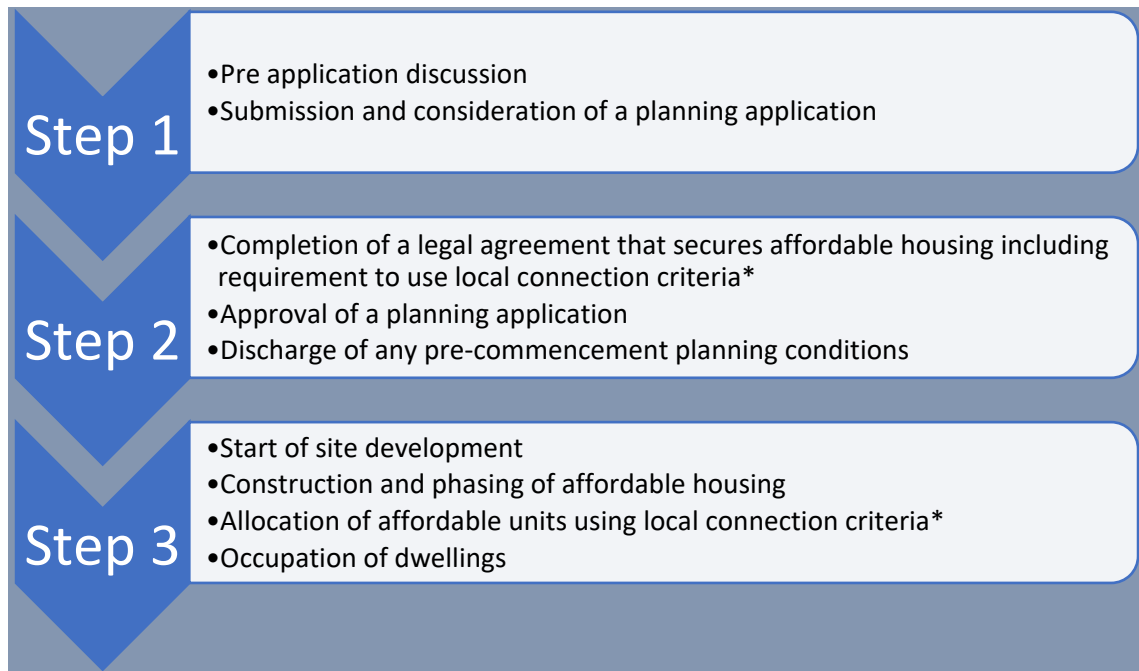 Step 1
•Pre application discussion
•Submission and consideration of a planning application
Step 2
•Completion of a legal agreement that secures affordable housing including
requirement to use local connection criteria*
•Approval of a planning application
•Discharge of any pre-commencement planning conditions
Step 3
•Start of site development
•Construction and phasing of affordable housing
•Allocation of affordable units using local connection criteria*
•Occupation of dwellings